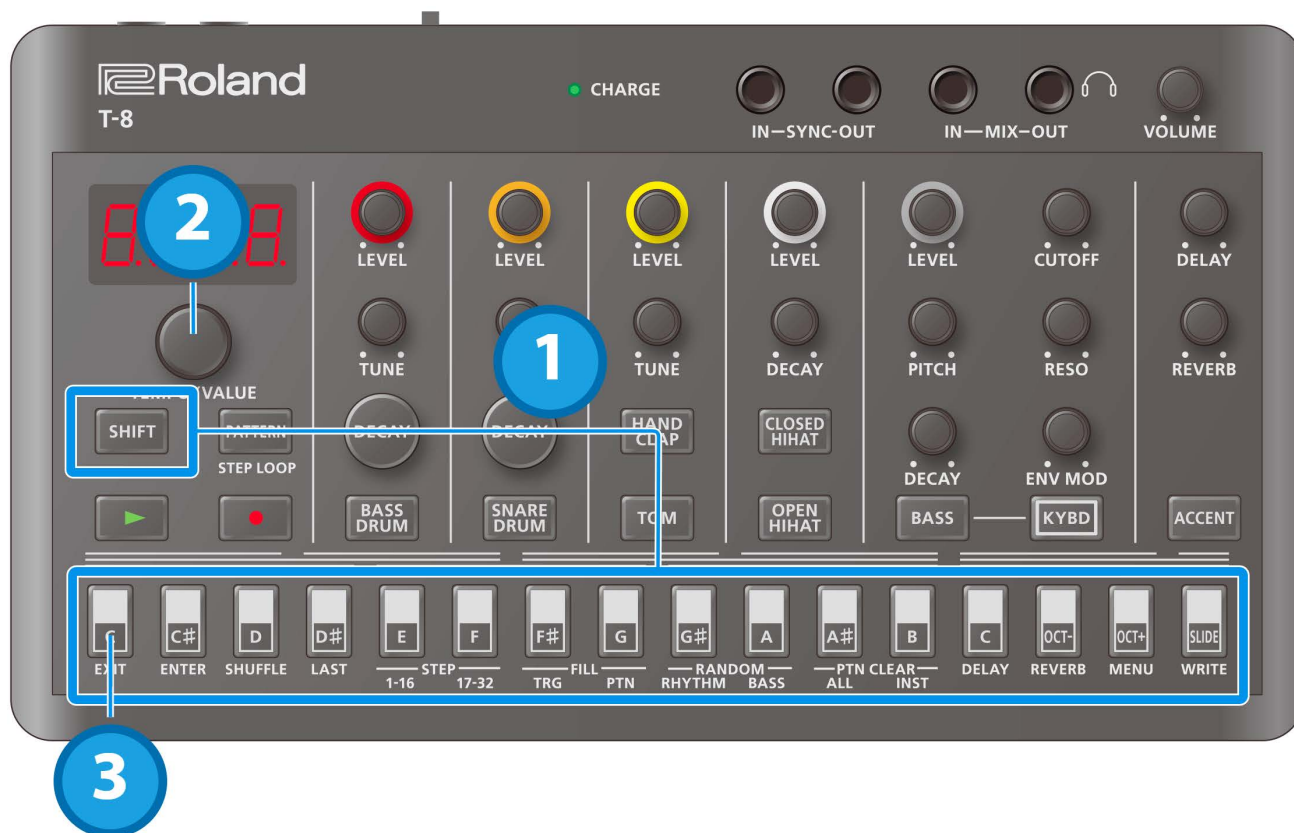 Roland
T-8
CHARGE
IN–SYNC-OUT
IN—MIX–OUT
VOLUME
2
LEVEL
LEVEL
LEVEL
LEVEL
LEVEL
CUTOFF
DELAY
1
TUNE
TUNE
DECAY
PITCH
RESO
REVERB
/VALUE
SHIFT
PATTERN
DECAY
DECAY
HAND
CLAP
CLOSED
HIHAT
STEP LOOP
DECAY
ENV MOD
BASS
DRUM
SNARE
DRUM
TOM
OPEN
HIHAT
BASS
KYBD
ACCENT
C
C♯
D
D♯
E
F
F♯
G
G♯
A
A♯
B
C
OCT-
OCT+
SLIDE
EXIT
ENTER
SHUFFLE
LAST
STEP
1-16
17-32
FILL
TRG
PTN
RANDOM
RHYTHM
BASS
PTN CLEAR
ALL
INST
DELAY
REVERB
MENU
WRITE
3